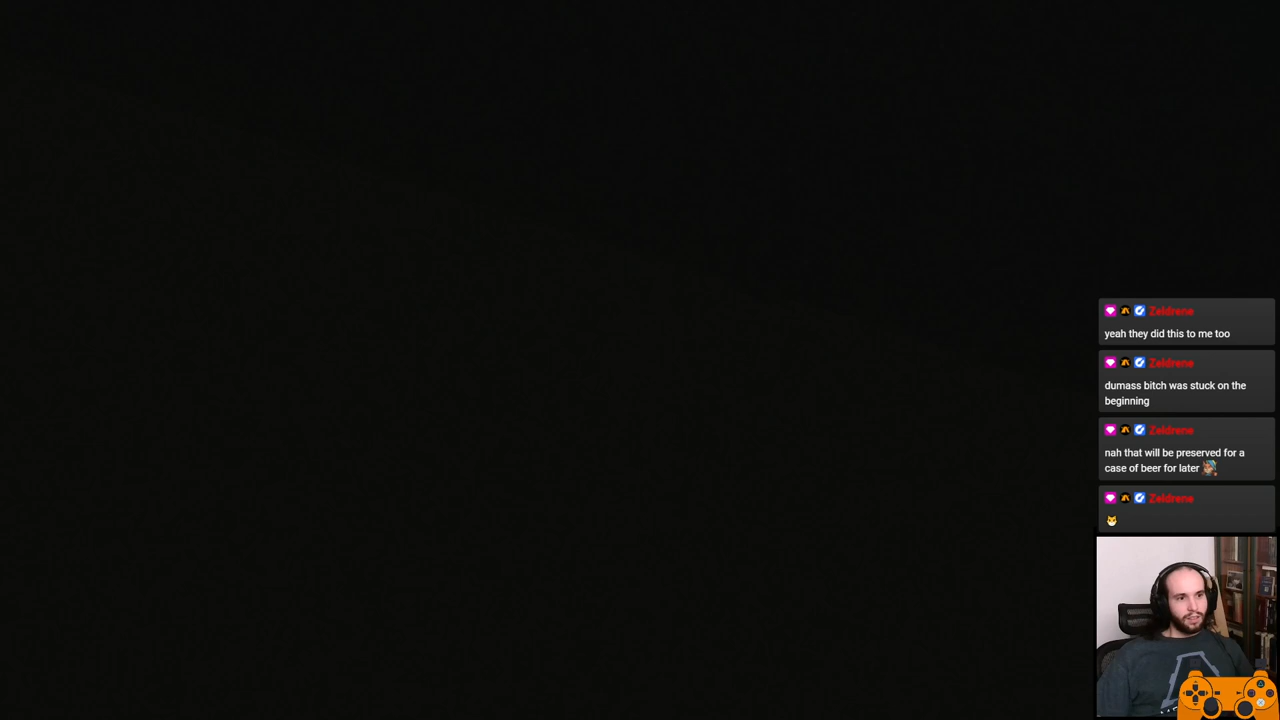 Zeldrene
yeah they did this to me too
Zeldrene
dumass bitch was stuck on the
beginning
Zeldrene
nah that will be preserved for a
case of beer for later
Zeldrene